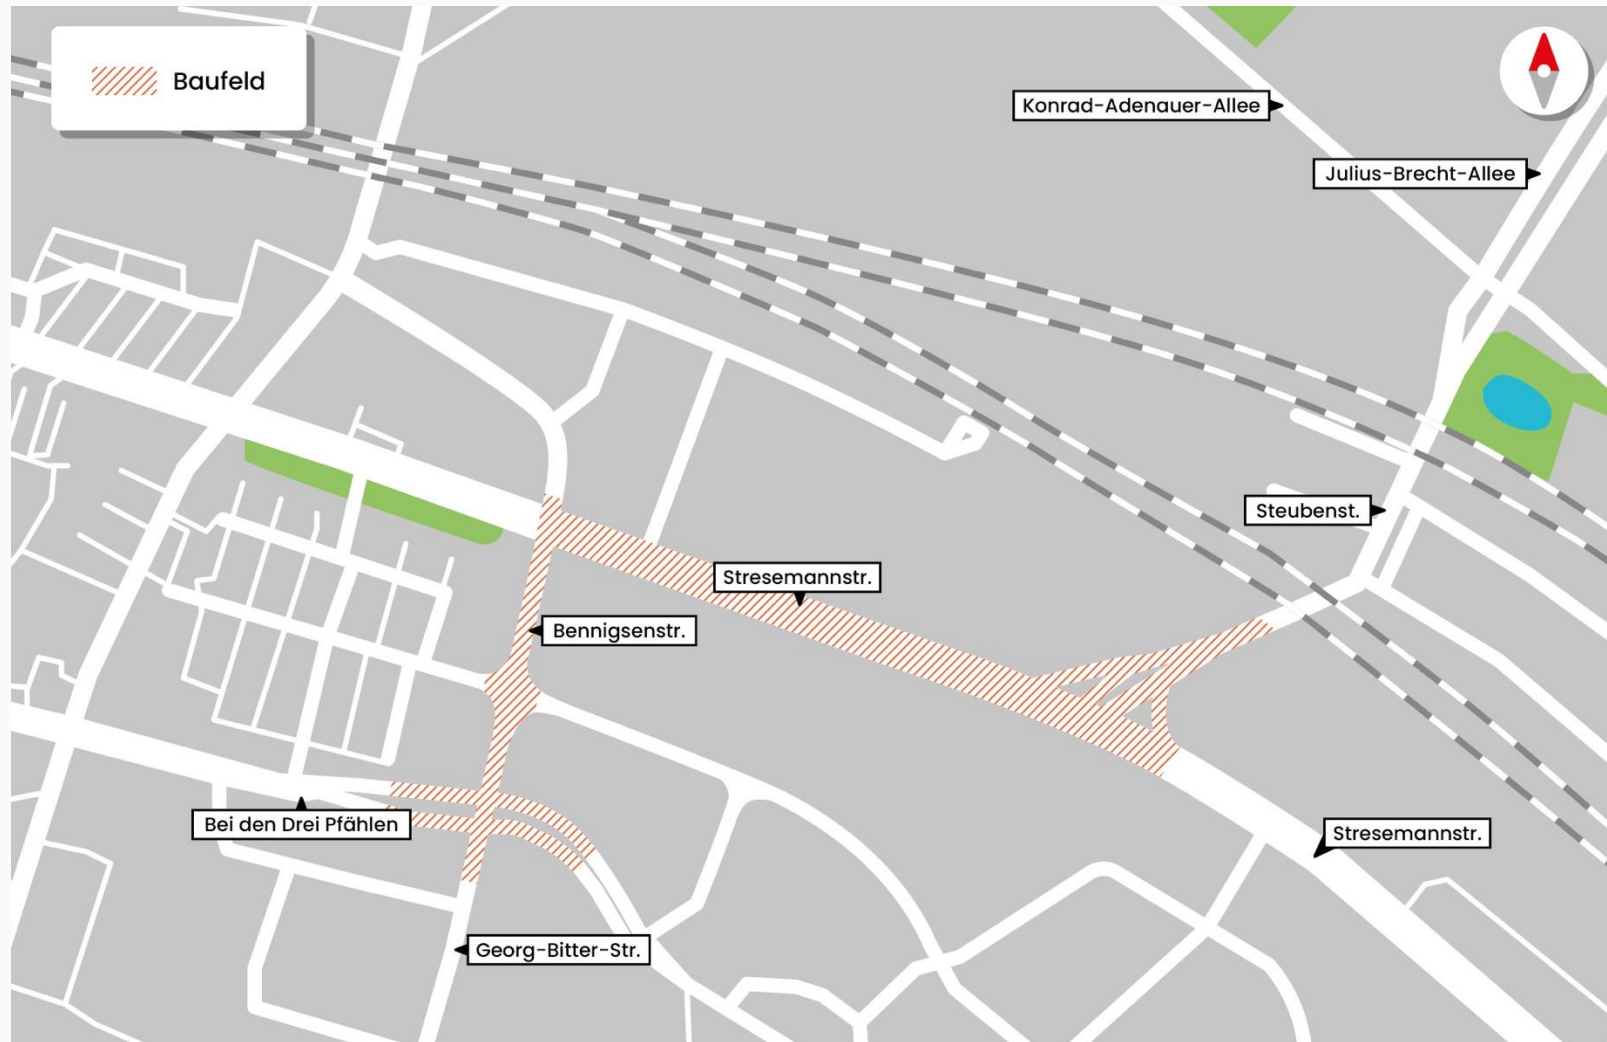 Baufeld
Konrad-Adenauer-Allee
Julius-Brecht-Allee
Steubenst.
Stresemannstr.
Bennigsenstr.
Bei den Drei Pfählen
Stresemannstr.
Georg-Bitter-Str.